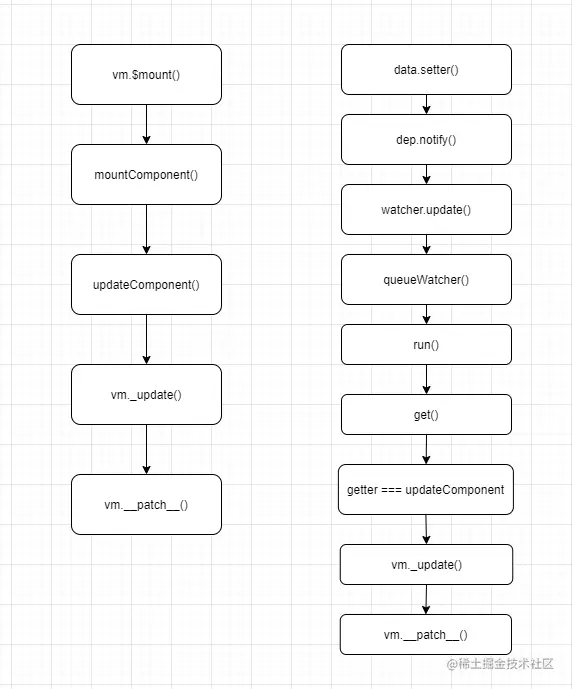 vm.$mount()
mountComponent()
updateComponent()
vm._update()
vm.__patch__()
data.setter()
dep.notify()
watcher.update()
queueWatcher()
run()
get()
getter === updateComponent
vm._update()
vm.__patch__()
@稀土掘金技术社区